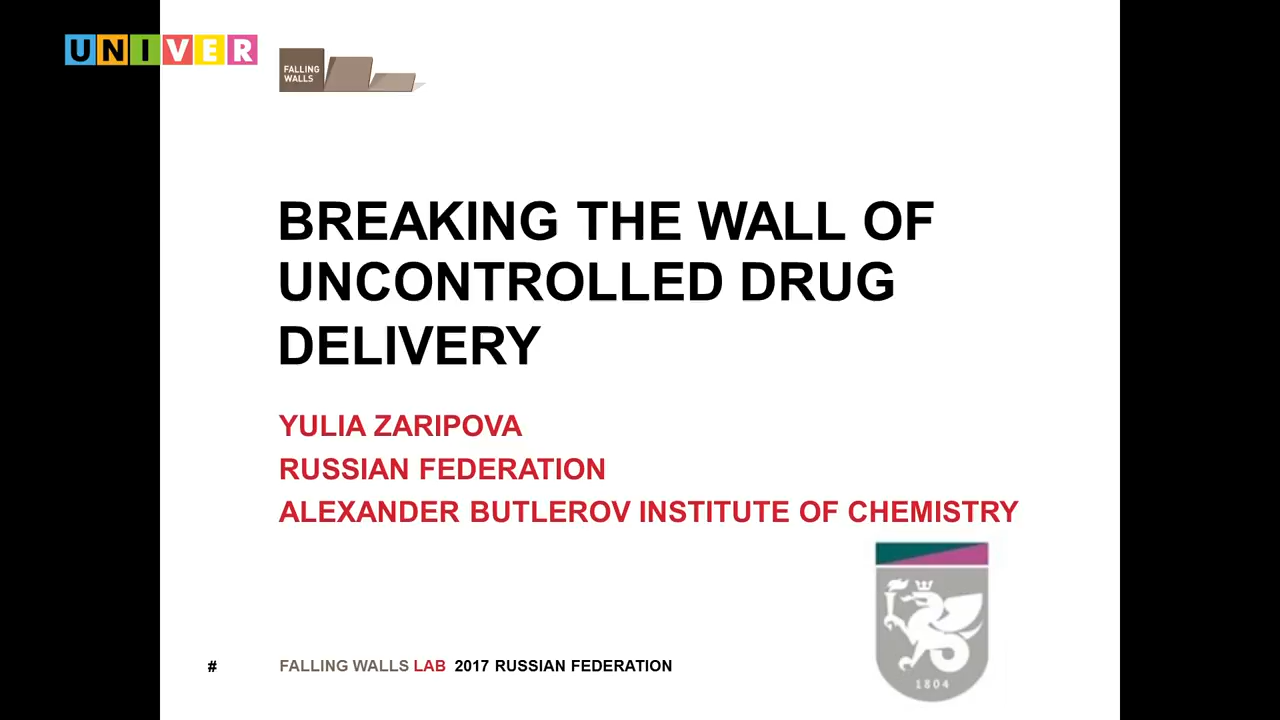 UNIVER
FALLING
WALLS
BREAKING THE WALL OF
UNCONTROLLED DRUG
DELIVERY
YULIA ZARIPOVA
RUSSIAN FEDERATION
ALEXANDER BUTLEROV INSTITUTE OF CHEMISTRY
1804
# FALLING WALLS LAB 2017 RUSSIAN FEDERATION